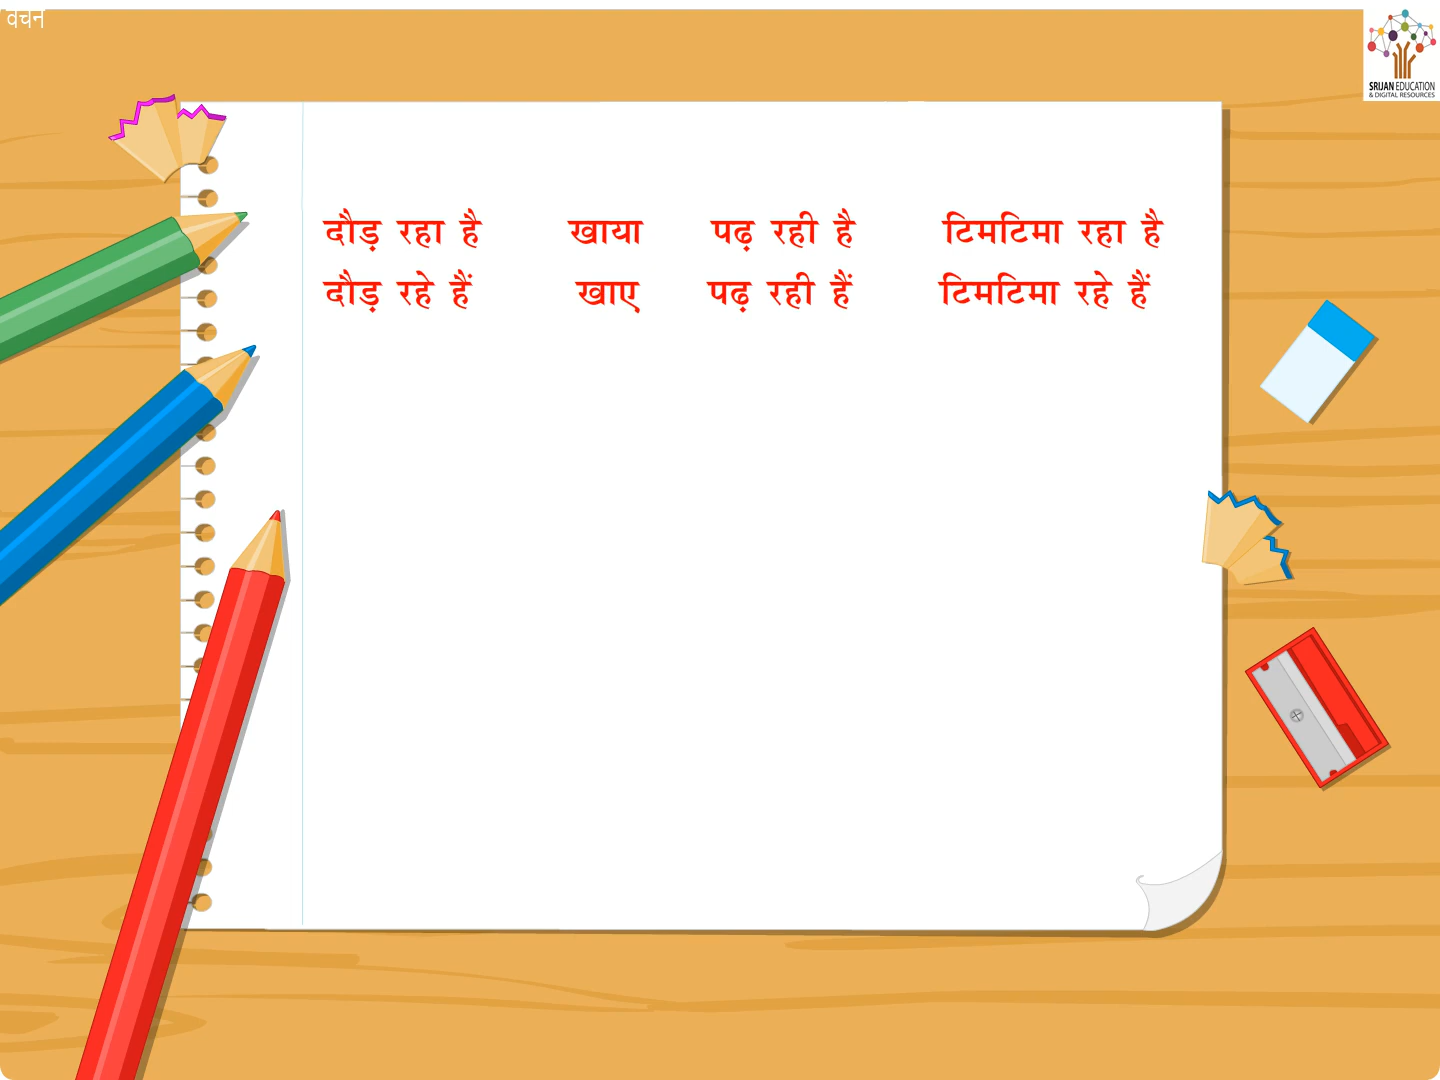 वचन
SRIJAN EDUCATION
& DIGITAL RESOURCES
दौड़ रहा है खाया पढ़ रही है टिमटिमा रहा है
दौड़ रहे हैं खाए पढ़ रही हैं टिमटिमा रहे हैं